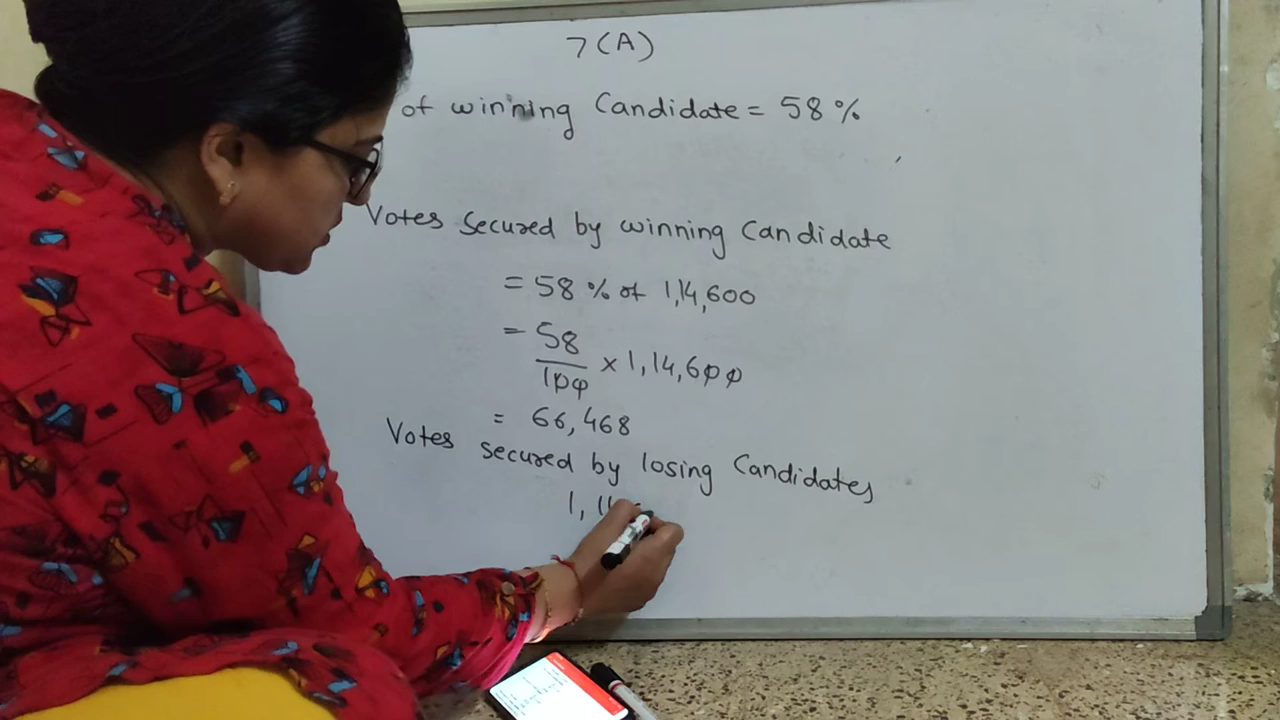 7(A)
of winning Candidate = 58%
Votes Secured by winning Candidate
= 58 % of 1,14,600
= 58
100 × 1,14,600
= 66,468
Votes secured by losing Candidates
1,